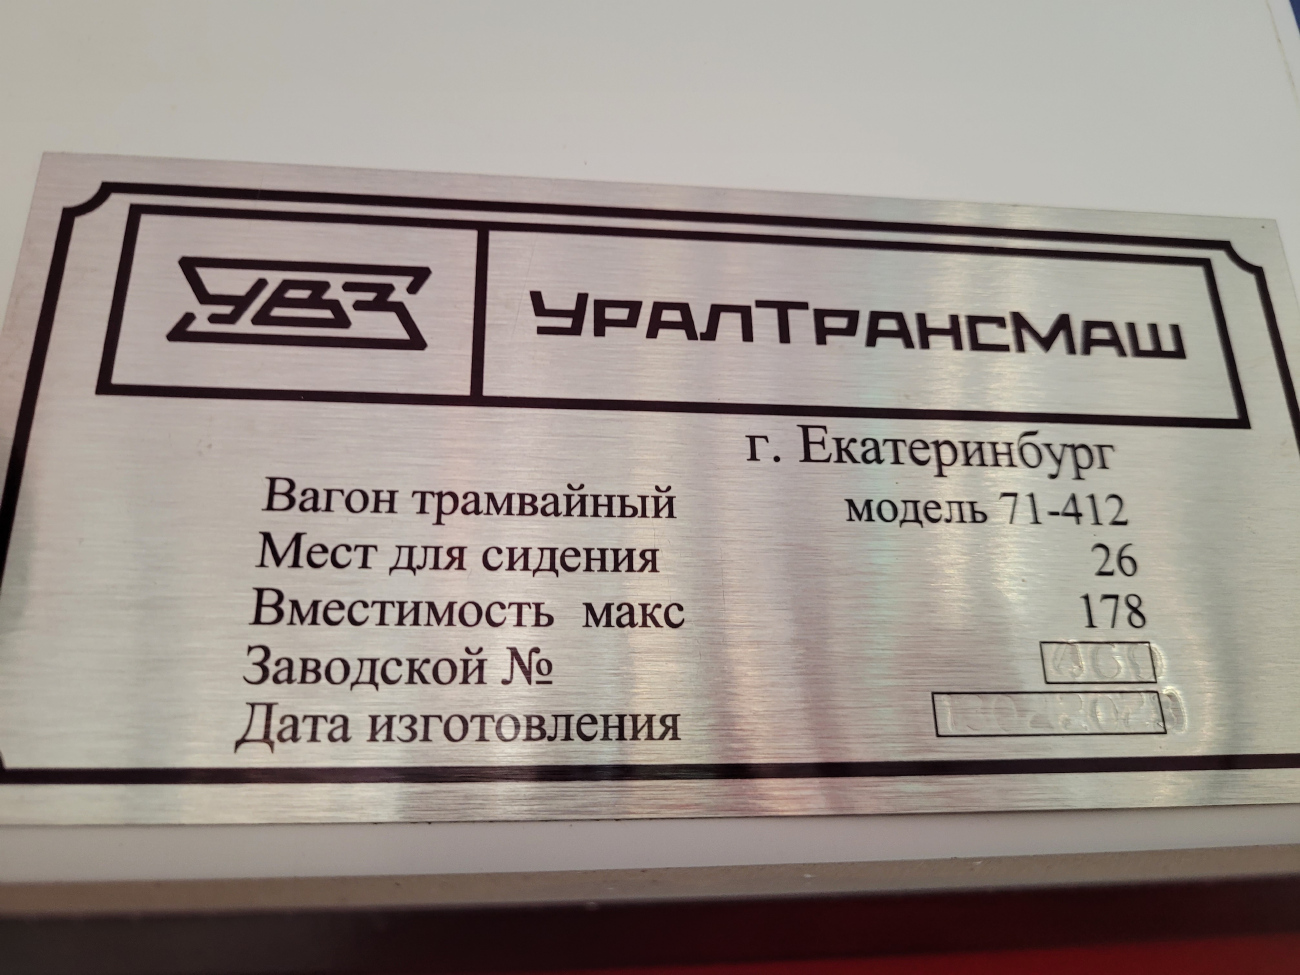 УВЗ УРАЛТРАНСМАШ
г. Екатеринбург
Вагон трамвайный модель 71-412
Мест для сидения 26
Вместимость макс 178
Заводской №
Дата изготовления